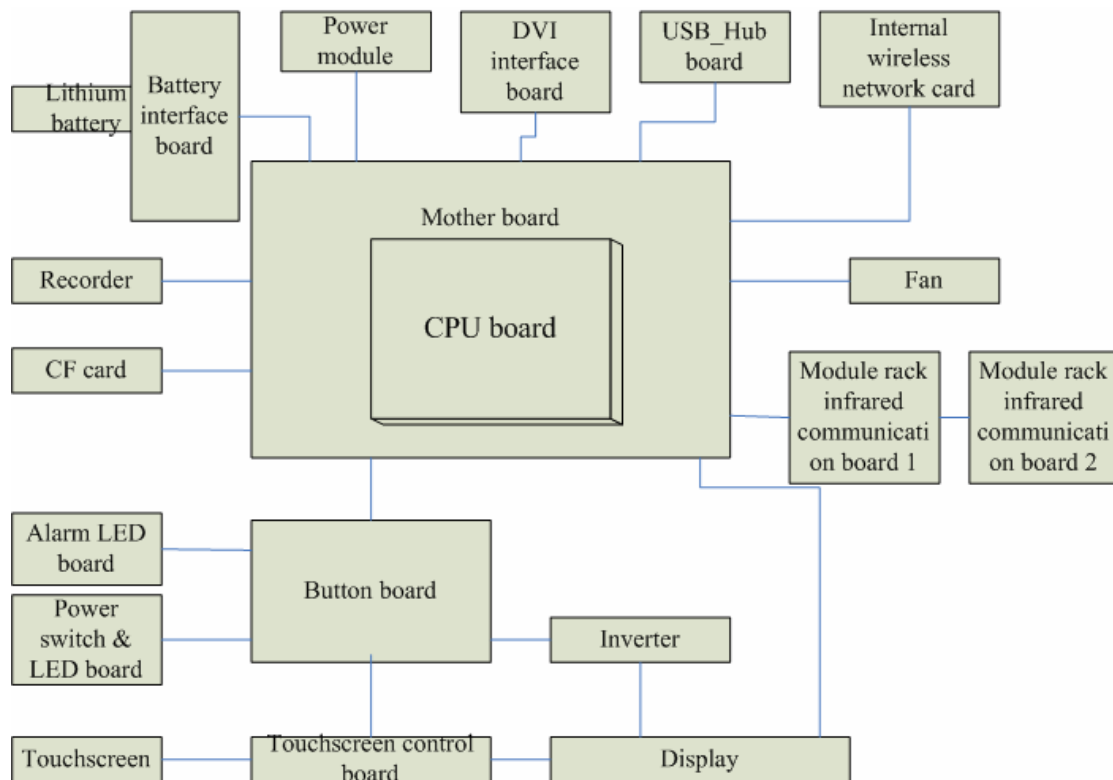 Power
module
DVI
interface
board
USB_Hub
board
Internal
wireless
network card
Lithium
battery
Battery
interface
board
Mother board
CPU board
Recorder
Fan
CF card
Module rack
infrared
communicati
on board 1
Module rack
infrared
communicati
on board 2
Alarm LED
board
Button board
Power
switch &
LED board
Inverter
Touchscreen
Touchscreen control
board
Display